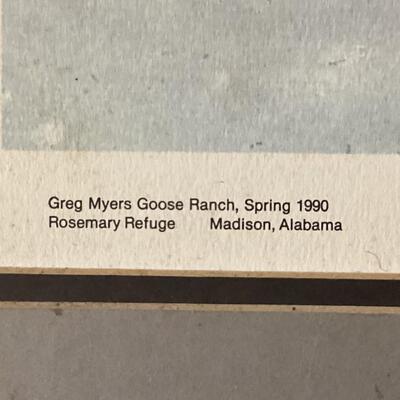 Greg Myers Goose Ranch, Spring 1990
Rosemary Refuge Madison, Alabama